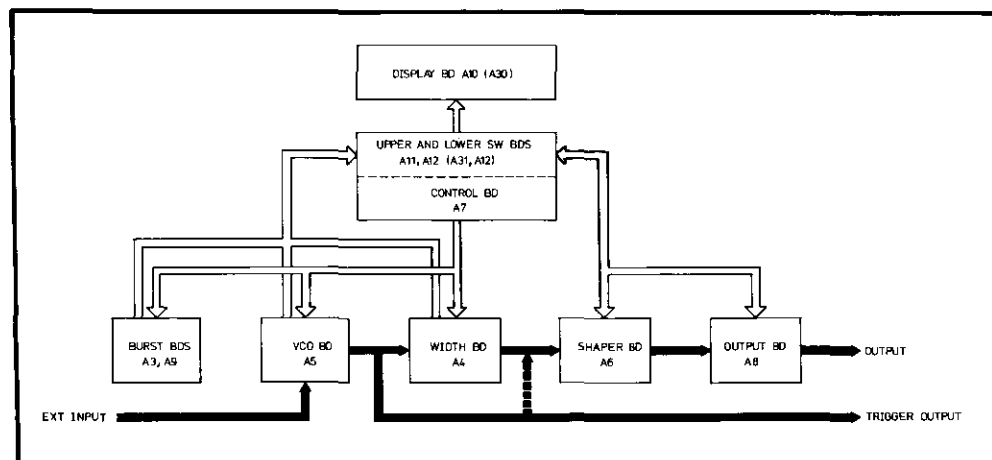 DISPLAY BD A10 (A30)
UPPER AND LOWER SW BDS
A11, A12 (A31, A12)
CONTROL BD
A7
BURST BDS
A3, A9
VCO BD
A5
WIDTH BD
A4
SHAPER BD
A6
OUTPUT BD
A8
OUTPUT
EXT INPUT
TRIGGER OUTPUT